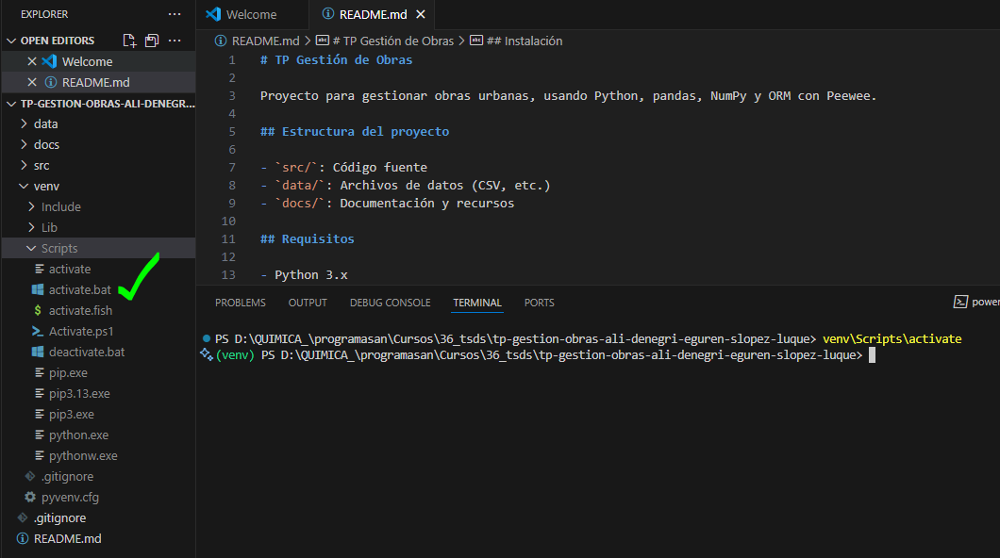 EXPLORER
OPEN EDITORS
Welcome
README.md
TP-GESTION-OBRAS-ALI-DENEGR...
data
docs
src
venv
Include
Lib
Scripts
activate
activate.bat
activate.fish
Activate.ps1
deactivate.bat
pip.exe
pip3.13.exe
pip3.exe
python.exe
pythonw.exe
.gitignore
pyvenv.cfg
.gitignore
README.md
Welcome
README.md
README.md > # TP Gestión de Obras > ## Instalación
1 # TP Gestión de Obras
2
3 Proyecto para gestionar obras urbanas, usando Python, pandas, NumPy y ORM con Peewee.
4
5 ## Estructura del proyecto
6
7 - `src/`: Código fuente
8 - `data/`: Archivos de datos (CSV, etc.)
9 - `docs/`: Documentación y recursos
10
11 ## Requisitos
12
13 - Python 3.x
PROBLEMS OUTPUT DEBUG CONSOLE TERMINAL PORTS power
PS D:\QUIMICA_\programasan\Cursos\36_tsds\tp-gestion-obras-ali-denegri-eguren-slopez-luque> venv\Scripts\activate
(venv) PS D:\QUIMICA_\programasan\Cursos\36_tsds\tp-gestion-obras-ali-denegri-eguren-slopez-luque>